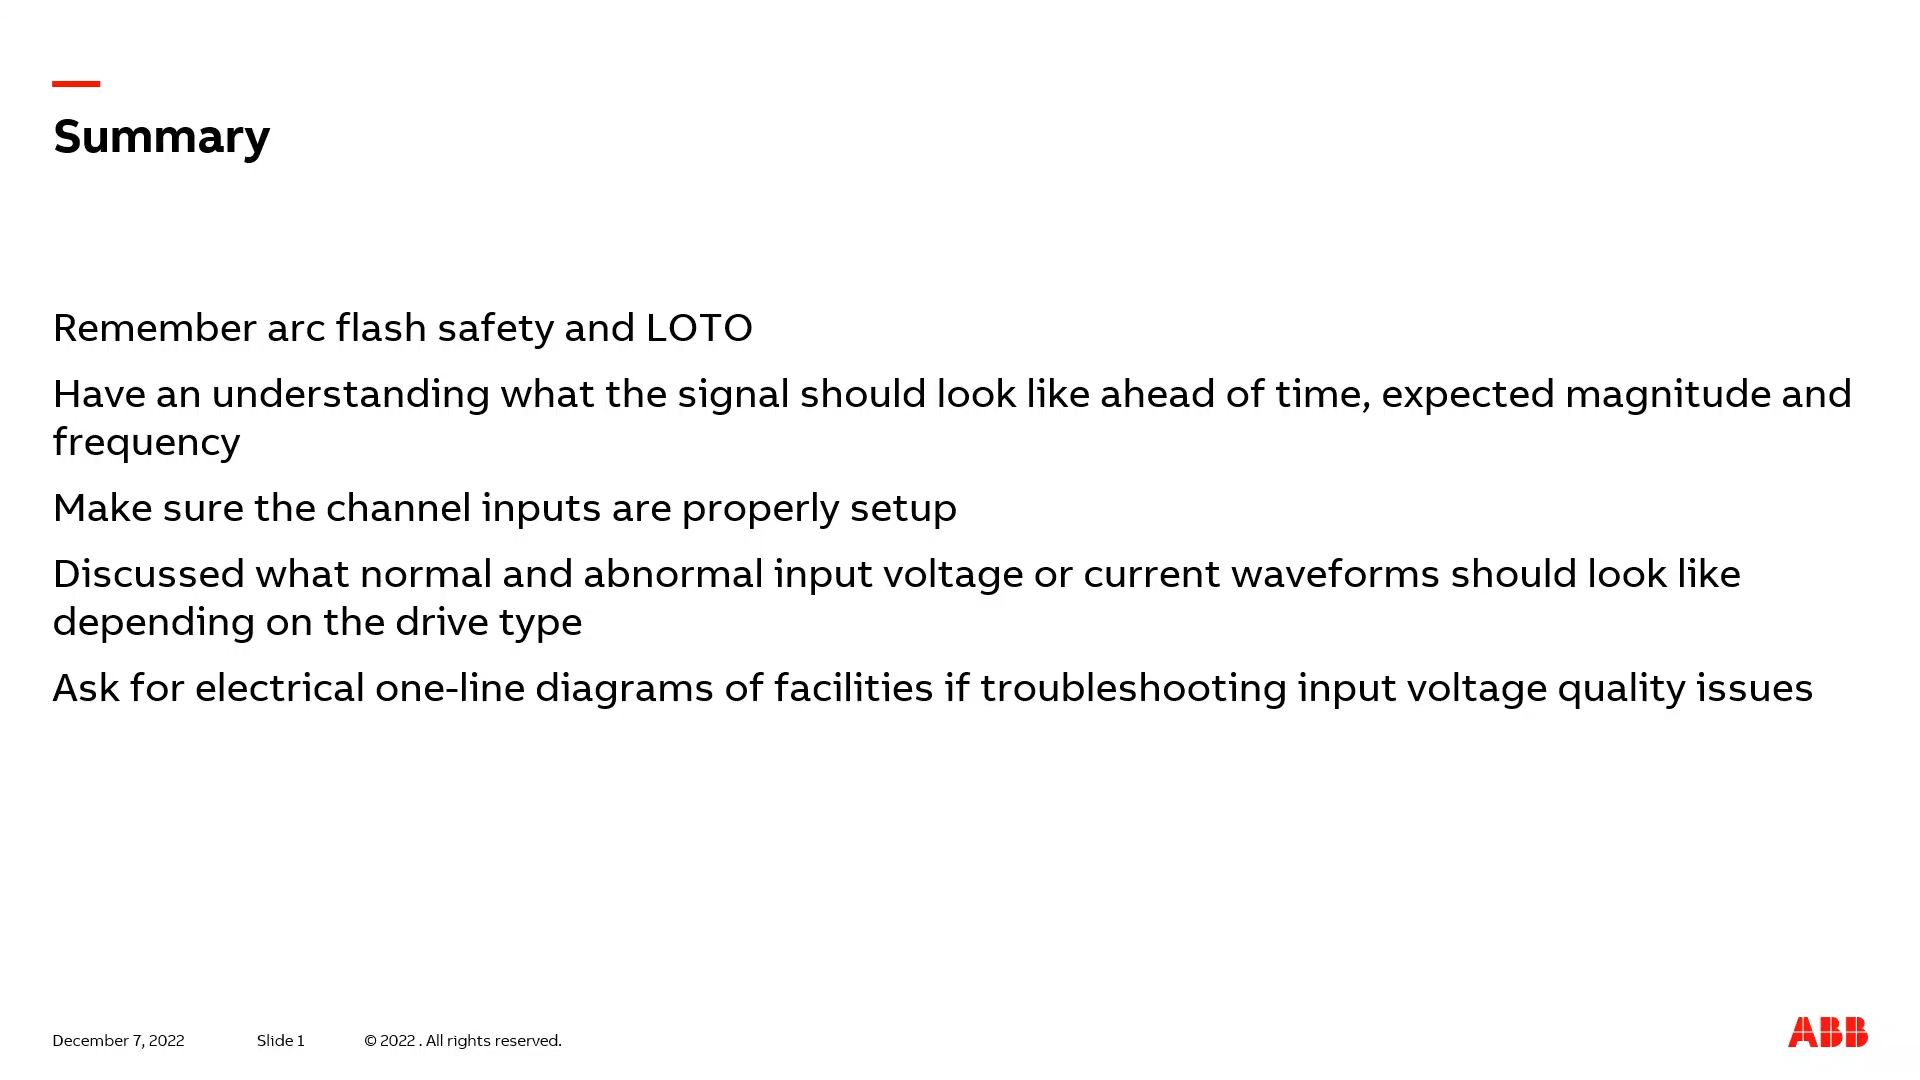 Summary
Remember arc flash safety and LOTO
Have an understanding what the signal should look like ahead of time, expected magnitude and
frequency
Make sure the channel inputs are properly setup
Discussed what normal and abnormal input voltage or current waveforms should look like
depending on the drive type
Ask for electrical one-line diagrams of facilities if troubleshooting input voltage quality issues
December 7, 2022 Slide 1 © 2022 . All rights reserved.
ABB